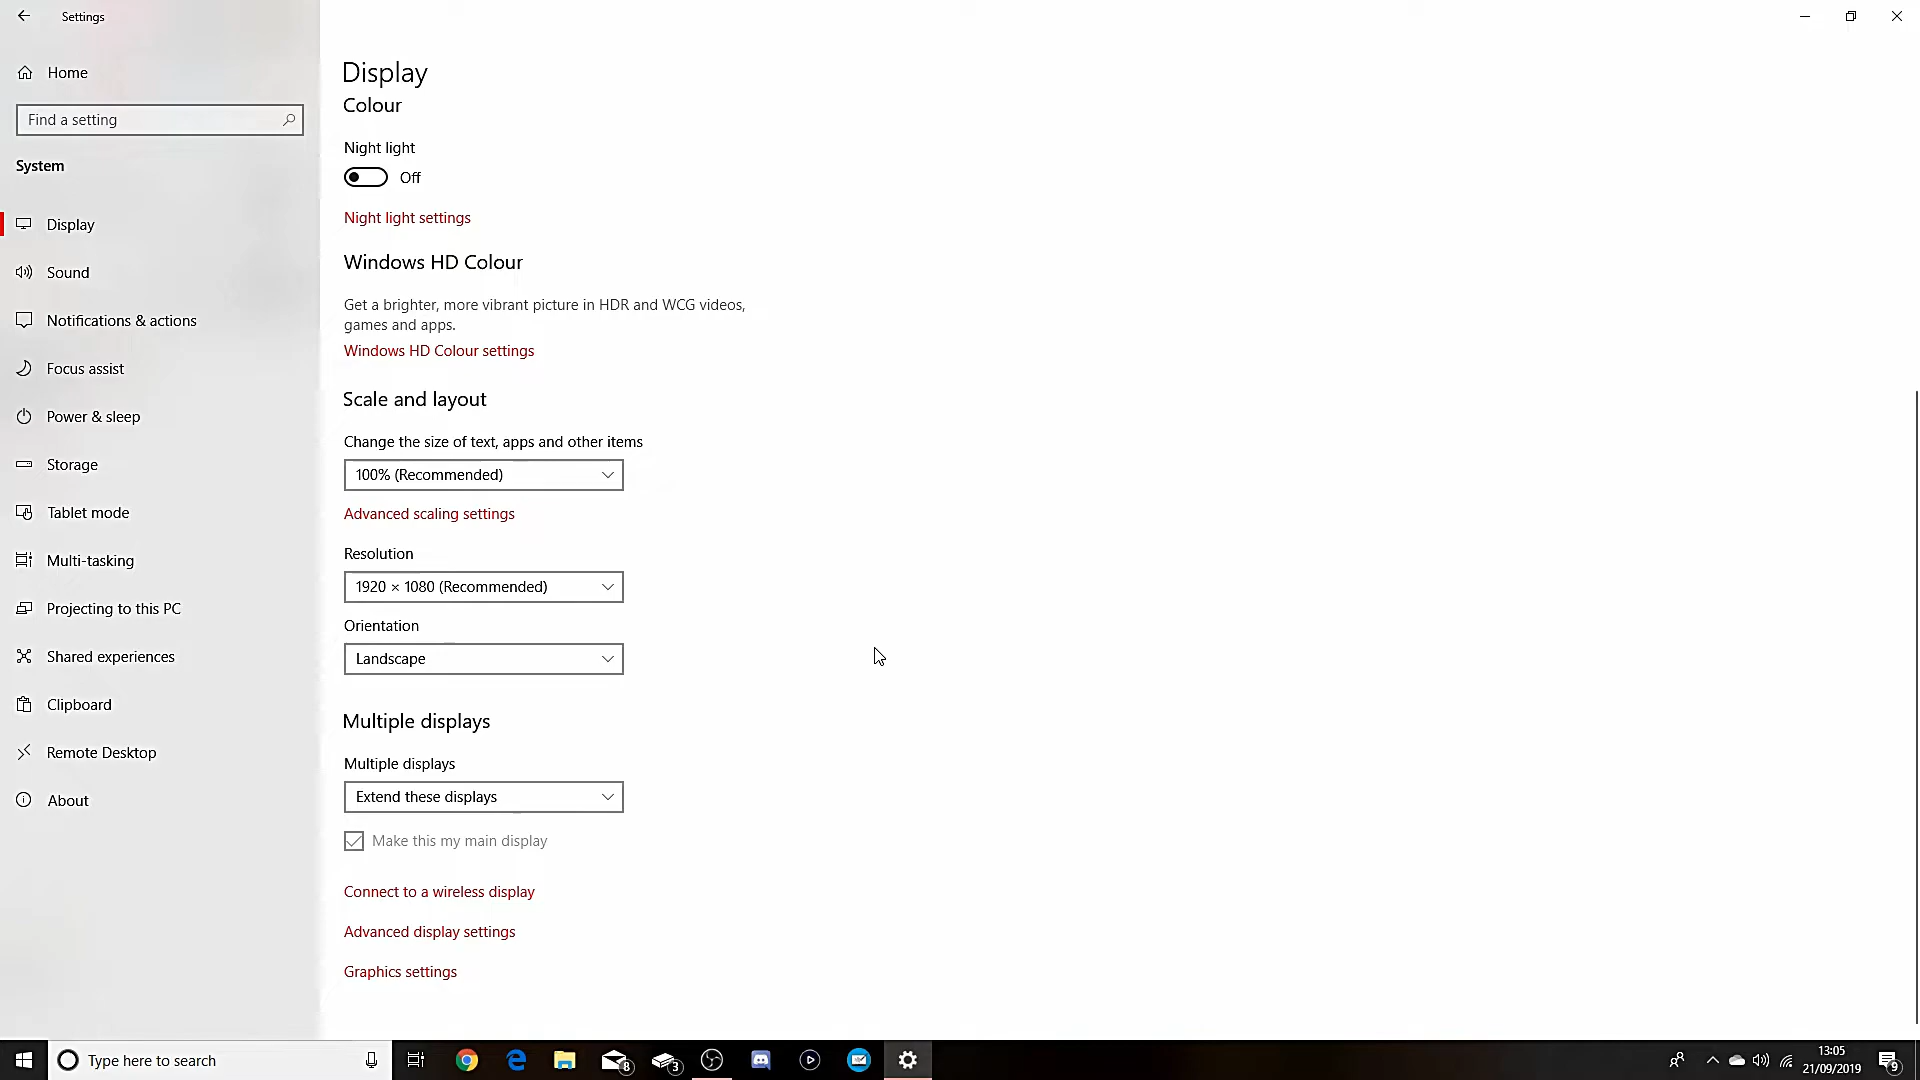 Settings
Home
Find a setting
System
Display
Sound
Notifications & actions
Focus assist
Power & sleep
Storage
Tablet mode
Multi-tasking
Projecting to this PC
Shared experiences
Clipboard
Remote Desktop
About
Display
Colour
Night light
Off
Night light settings
Windows HD Colour
Get a brighter, more vibrant picture in HDR and WCG videos,
games and apps.
Windows HD Colour settings
Scale and layout
Change the size of text, apps and other items
100% (Recommended)
Advanced scaling settings
Resolution
1920 × 1080 (Recommended)
Orientation
Landscape
Multiple displays
Multiple displays
Extend these displays
Make this my main display
Connect to a wireless display
Advanced display settings
Graphics settings
Type here to search
8
3
13:05
21/09/2019
9